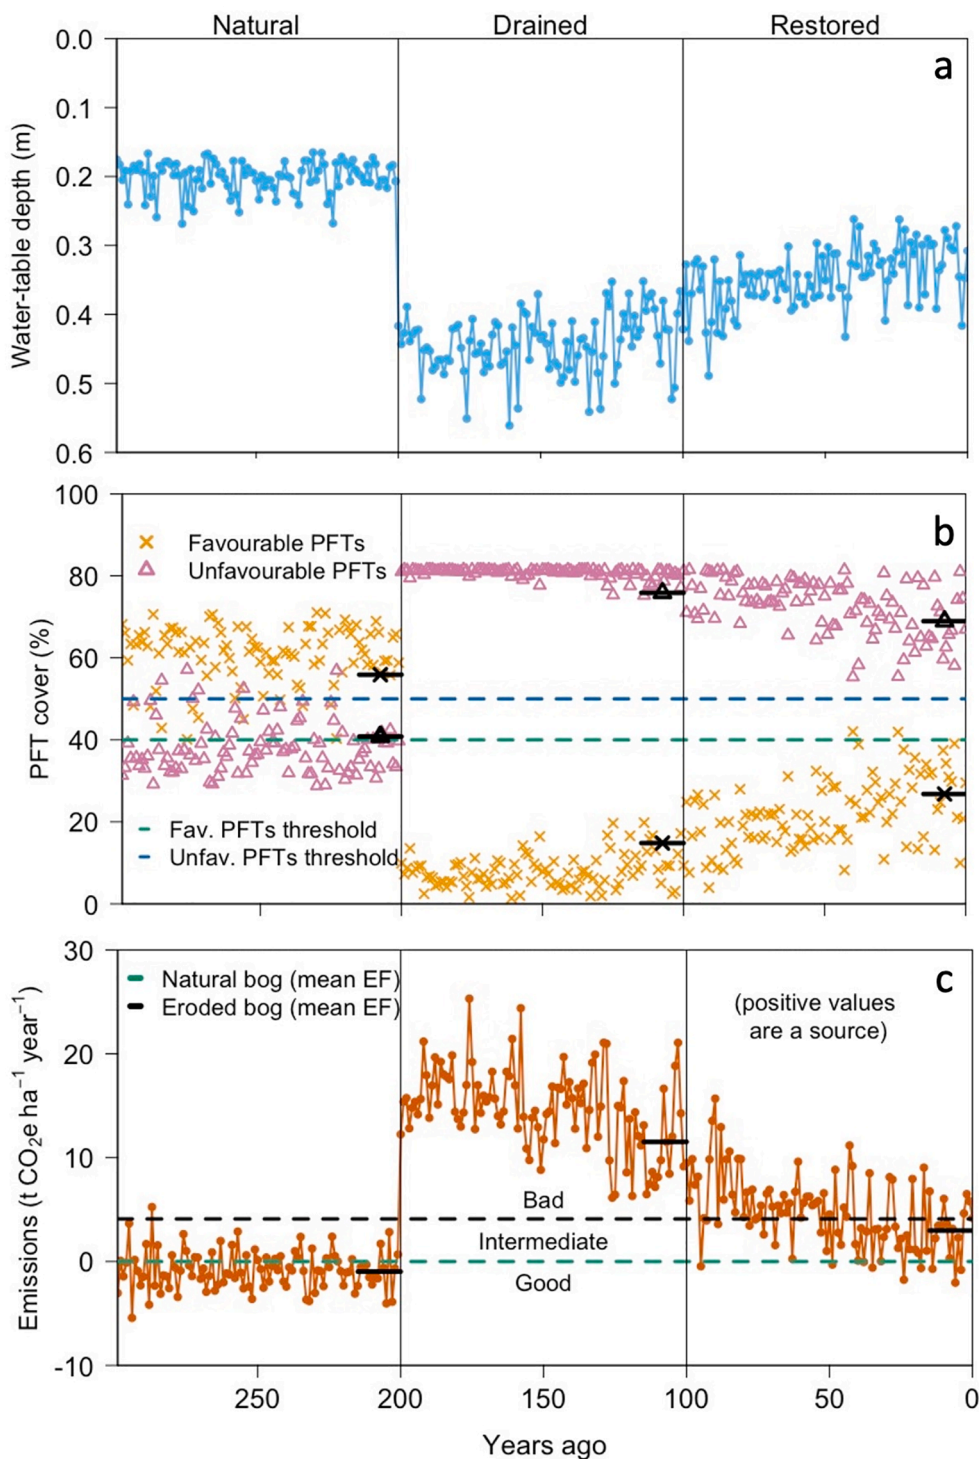 Natural Drained Restored
a
0.0
0.1
0.2
0.3
0.4
0.5
0.6
Water-table depth (m)
b
100
80
60
40
20
0
PFT cover (%)
Favourable PFTs
Unfavourable PFTs
Fav. PFTs threshold
Unfav. PFTs threshold
c
30
20
10
0
-10
Emissions (t CO₂e ha⁻¹ year⁻¹)
Natural bog (mean EF)
Eroded bog (mean EF)
(positive values
are a source)
Bad
Intermediate
Good
250 200 150 100 50 0
Years ago